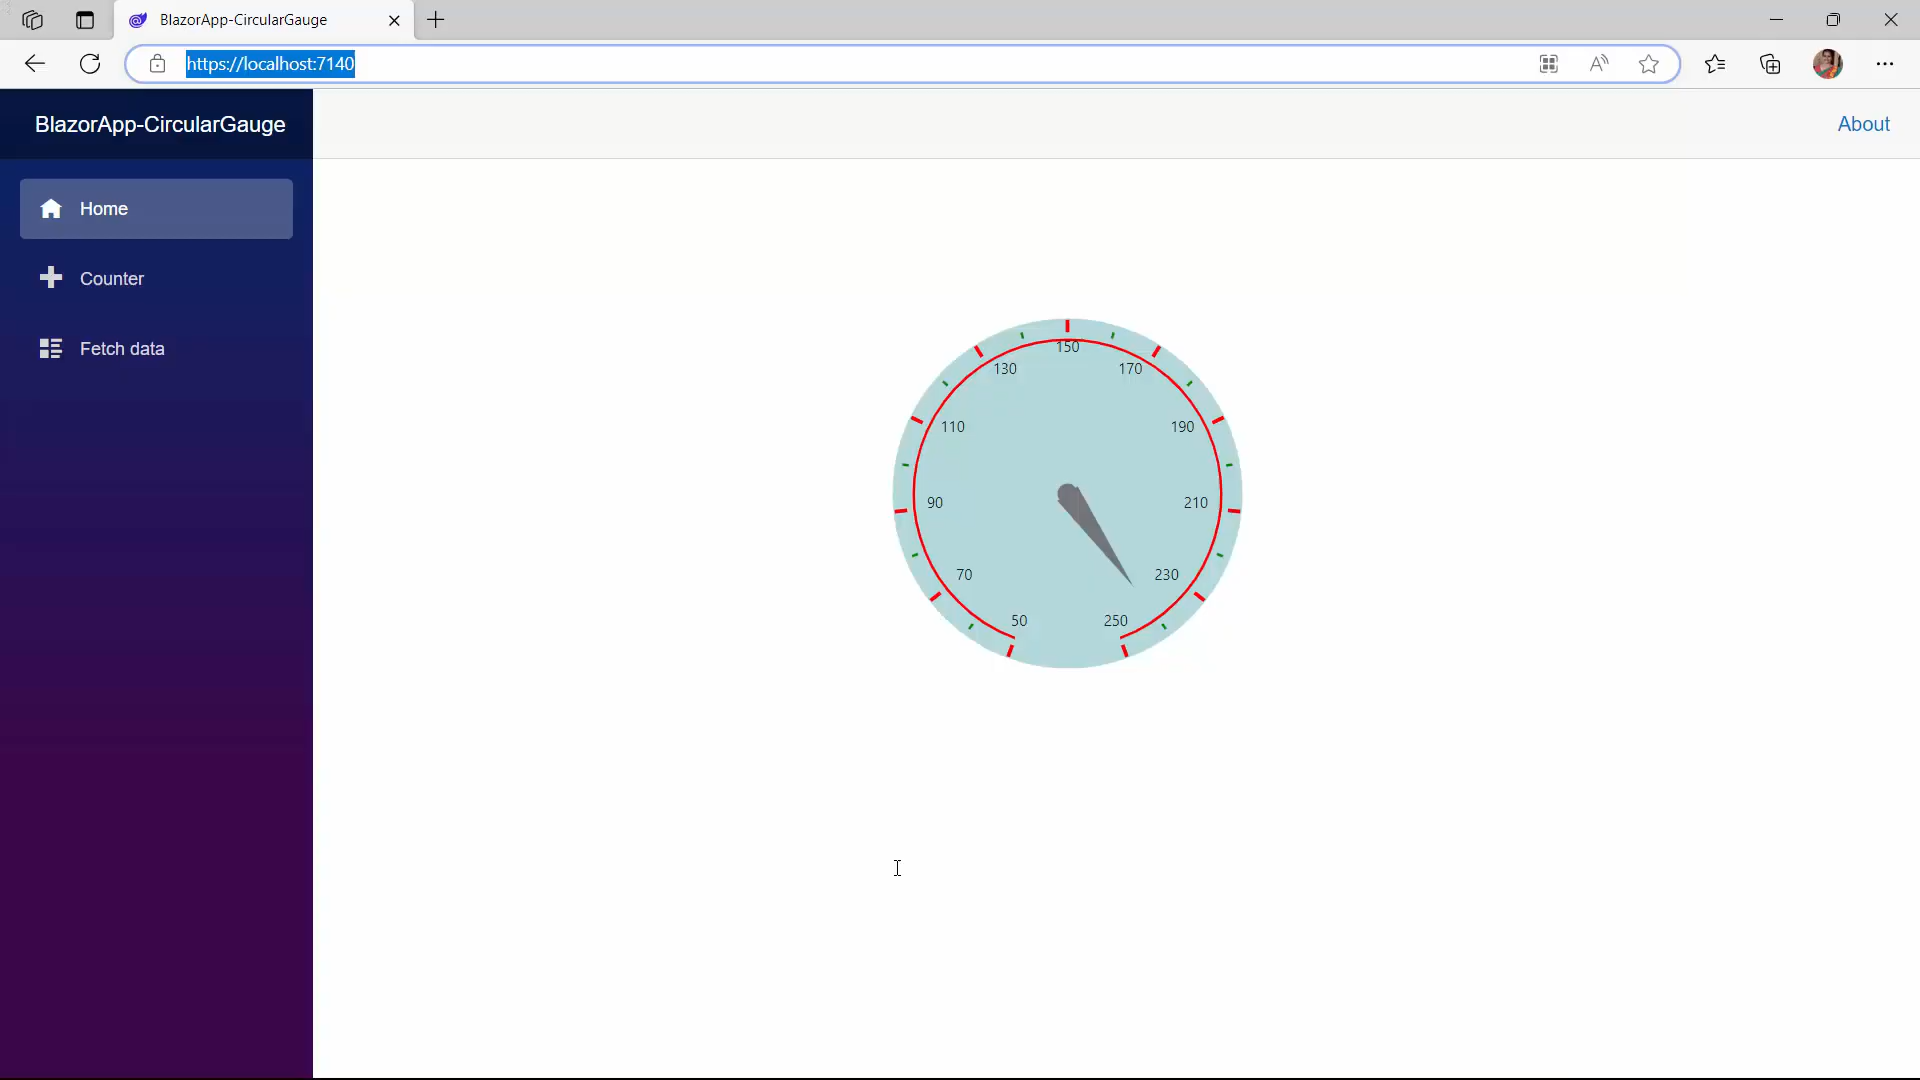 BlazorApp-CircularGauge
https://localhost:7140
BlazorApp-CircularGauge
About
Home
Counter
Fetch data
150
130
170
110
190
90
210
70
230
50
250